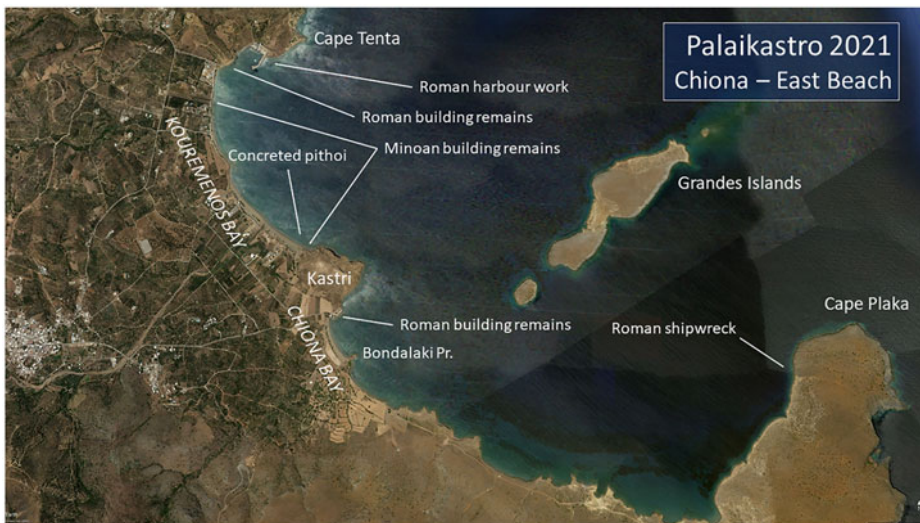 Palaikastro 2021
Chiona – East Beach
Cape Tenta
Roman harbour work
Roman building remains
Minoan building remains
Concreted pithoi
KOUREMENOS BAY
Grandes Islands
Kastri
Cape Plaka
CHIONA BAY
Roman building remains
Roman shipwreck
Bondalaki Pr.